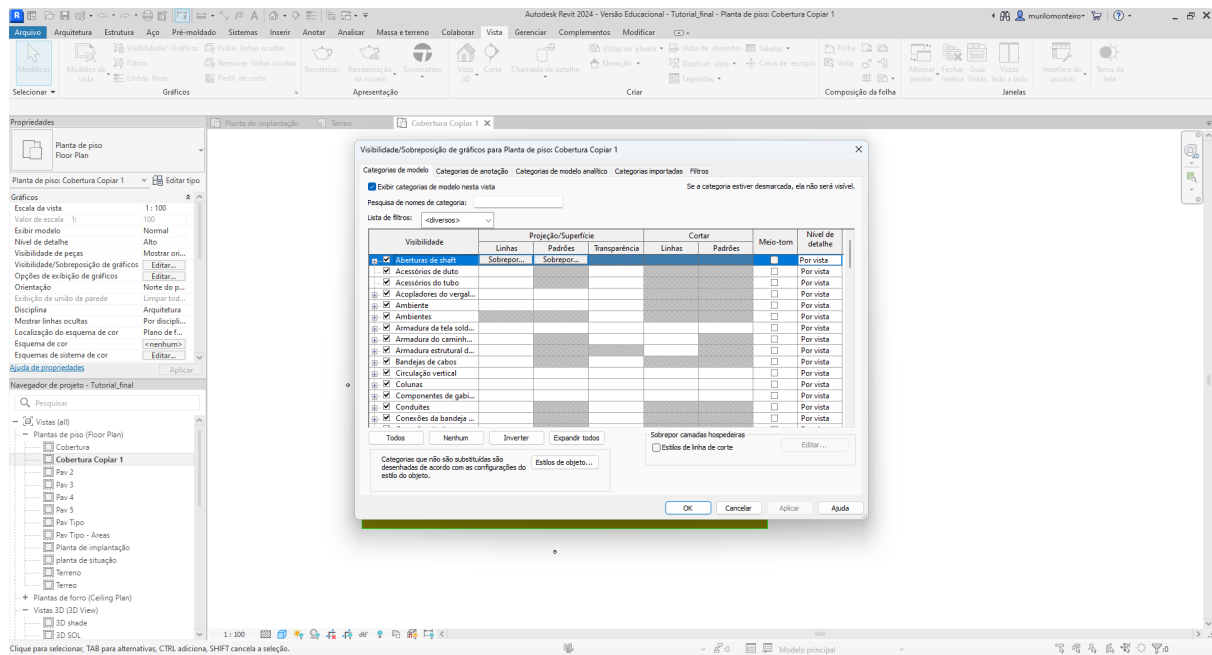 Autodesk Revit 2024 - Versão Educacional - Tutorial_final - Planta de piso: Cobertura Copiar 1
murilomonteiro
Arquivo Arquitetura Estrutura Aço Pré-moldado Sistemas Inserir Anotar Analisar Massa e terreno Colaborar Vista Gerenciar Complementos Modificar
Modificar
Modelos de vista
Visibilidade/ Gráficos
Filtros
Linhas finas
Exibir linhas ocultas
Remover linhas ocultas
Perfil de corte
Renderizar
Renderização na nuvem
Twinmotion
Vista 3D
Corte
Chamada de detalhe
Vistas de planta
Elevação
Vista de desenho
Duplicar vista
Legendas
Tabelas
Caixa de escopo
Folha
Vista
Alternar janelas
Fechar Inativa
Guia Vistas
Vistas lado a lado
Interface do usuário
Tema da tela
Selecionar Gráficos Apresentação Criar Composição da folha Janelas
Propriedades
Planta de implantação Terreo Cobertura Copiar 1
Planta de piso
Floor Plan
Planta de piso: Cobertura Copiar 1 Editar tipo
Gráficos
Escala da vista 1 : 100
Valor de escala 1: 100
Exibir modelo Normal
Nível de detalhe Alto
Visibilidade de peças Mostrar ori...
Visibilidade/Sobreposição de gráficos Editar...
Opções de exibição de gráficos Editar...
Orientação Norte do p...
Exibição de união de parede Limpar tod...
Disciplina Arquitetura
Mostrar linhas ocultas Por discipli...
Localização do esquema de cor Plano de f...
Esquema de cor <nenhum>
Esquemas de sistema de cor Editar...
Ajuda de propriedades Aplicar
Navegador de projeto - Tutorial_final
Pesquisar
Vistas (all)
Plantas de piso (Floor Plan)
Cobertura
Cobertura Copiar 1
Pav 2
Pav 3
Pav 4
Pav 5
Pav Tipo
Pav Tipo - Areas
Planta de implantação
planta de situação
Terreno
Terreo
Plantas de forro (Ceiling Plan)
Vistas 3D (3D View)
3D shade
3D SOL
Visibilidade/Sobreposição de gráficos para Planta de piso: Cobertura Copiar 1
Categorias de modelo Categorias de anotação Categorias de modelo analítico Categorias importadas Filtros
Exibir categorias de modelo nesta vista Se a categoria estiver desmarcada, ela não será visível.
Pesquisa de nomes de categoria:
Lista de filtros: <diversos>
Visibilidade Projeção/Superfície Cortar Meio-tom Nível de detalhe
Linhas Padrões Transparência Linhas Padrões
Aberturas de shaft Sobrepor... Sobrepor... Por vista
Acessórios de duto Por vista
Acessórios do tubo Por vista
Acopladores do vergal... Por vista
Ambiente Por vista
Ambientes Por vista
Armadura da tela sold... Por vista
Armadura do caminh... Por vista
Armadura estrutural d... Por vista
Bandejas de cabos Por vista
Circulação vertical Por vista
Colunas Por vista
Componentes de gabi... Por vista
Conduites Por vista
Conexões da bandeja ... Por vista
Todos Nenhum Inverter Expandir todos
Sobrepor camadas hospedeiras
Estilos de linha de corte Editar...
Categorias que não são substituídas são
desenhadas de acordo com as configurações do
estilo do objeto.
Estilos de objeto...
OK Cancelar Aplicar Ajuda
1 : 100
Clique para selecionar, TAB para alternativas, CTRL adiciona, SHIFT cancela a seleção. :0 Modelo principal :0